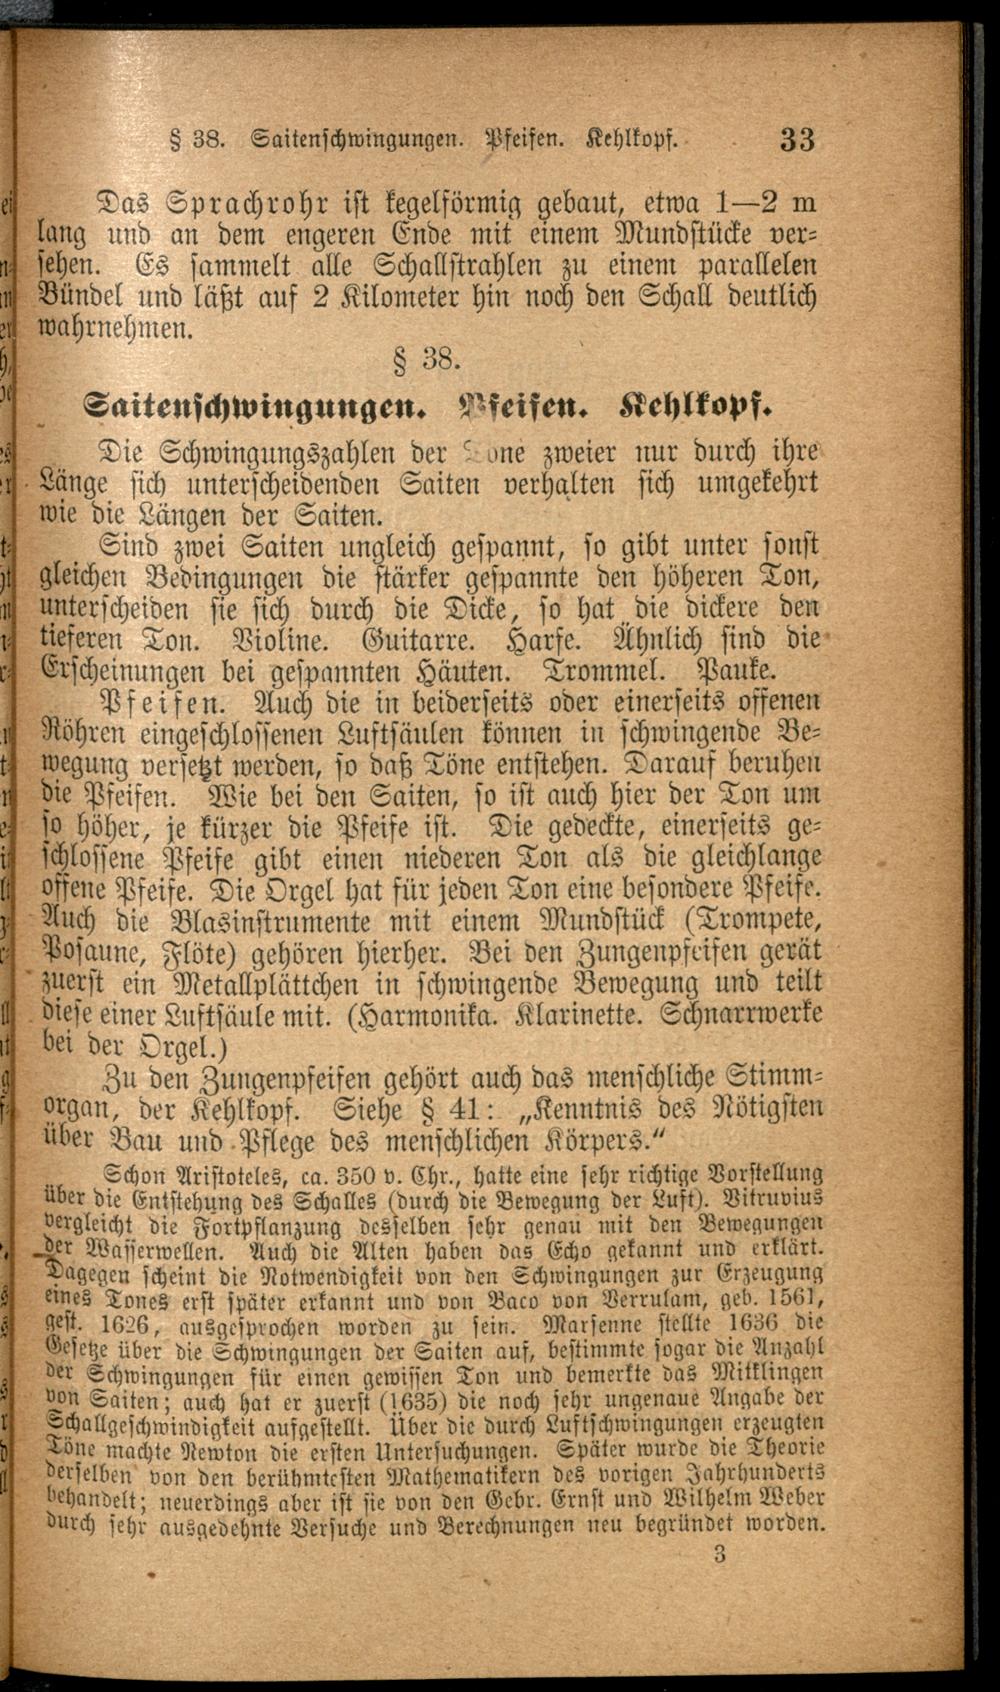 § 38. Saitenschwingungen. Pfeifen. Kehlkopf. 33
Das Sprachrohr ist kegelförmig gebaut, etwa 1—2 m
lang und an dem engeren Ende mit einem Mundstücke ver-
sehen. Es sammelt alle Schallstrahlen zu einem parallelen
Bündel und läßt auf 2 Kilometer hin noch den Schall deutlich
wahrnehmen.
§ 38.
Saitenschwingungen. Pfeifen. Kehlkopf.
Die Schwingungszahlen der Töne zweier nur durch ihre
Länge sich unterscheidenden Saiten verhalten sich umgekehrt
wie die Längen der Saiten.
Sind zwei Saiten ungleich gespannt, so gibt unter sonst
gleichen Bedingungen die stärker gespannte den höheren Ton,
unterscheiden sie sich durch die Dicke, so hat die dickere den
tieferen Ton. Violine. Guitarre. Harfe. Ähnlich sind die
Erscheinungen bei gespannten Häuten. Trommel. Pauke.
Pfeifen. Auch die in beiderseits oder einerseits offenen
Röhren eingeschlossenen Luftsäulen können in schwingende Be-
wegung versetzt werden, so daß Töne entstehen. Darauf beruhen
die Pfeifen. Wie bei den Saiten, so ist auch hier der Ton um
so höher, je kürzer die Pfeife ist. Die gedeckte, einerseits ge-
schlossene Pfeife gibt einen niederen Ton als die gleichlange
offene Pfeife. Die Orgel hat für jeden Ton eine besondere Pfeife.
Auch die Blasinstrumente mit einem Mundstück (Trompete,
Posaune, Flöte) gehören hierher. Bei den Zungenpfeifen gerät
zuerst ein Metallplättchen in schwingende Bewegung und teilt
diese einer Luftsäule mit. (Harmonika. Klarinette. Schnarrwerke
bei der Orgel.)
Zu den Zungenpfeifen gehört auch das menschliche Stimm-
organ, der Kehlkopf. Siehe § 41: „Kenntnis des Nötigsten
über Bau und Pflege des menschlichen Körpers."
Schon Aristoteles, ca. 350 v. Chr., hatte eine sehr richtige Vorstellung
über die Entstehung des Schalles (durch die Bewegung der Luft). Vitruvius
vergleicht die Fortpflanzung desselben sehr genau mit den Bewegungen
der Wasserwellen. Auch die Alten haben das Echo gekannt und erklärt.
Dagegen scheint die Notwendigkeit von den Schwingungen zur Erzeugung
eines Tones erst später erkannt und von Baco von Verrulam, geb. 1561,
gest. 1626, ausgesprochen worden zu sein. Marsenne stellte 1636 die
Gesetze über die Schwingungen der Saiten auf, bestimmte sogar die Anzahl
der Schwingungen für einen gewissen Ton und bemerkte das Mitklingen
von Saiten; auch hat er zuerst (1635) die noch sehr ungenaue Angabe der
Schallgeschwindigkeit aufgestellt. Über die durch Luftschwingungen erzeugten
Töne machte Newton die ersten Untersuchungen. Später wurde die Theorie
derselben von den berühmtesten Mathematikern des vorigen Jahrhunderts
behandelt; neuerdings aber ist sie von den Gebr. Ernst und Wilhelm Weber
durch sehr ausgedehnte Versuche und Berechnungen neu begründet worden.
3